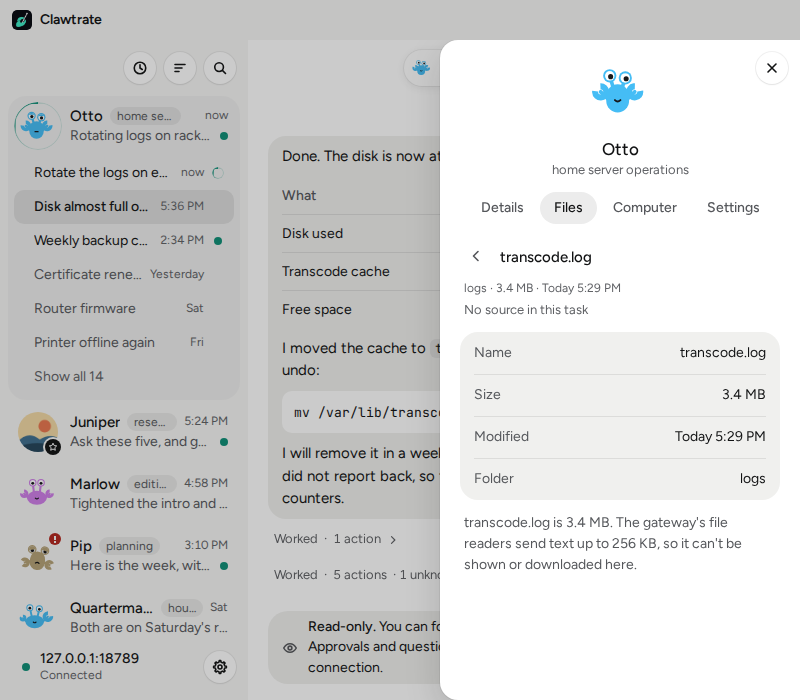 Clawtrate
Otto home se... now
Rotating logs on rack...
Rotate the logs on e... now
Disk almost full o... 5:36 PM
Weekly backup c... 2:34 PM
Certificate rene... Yesterday
Router firmware Sat
Printer offline again Fri
Show all 14
Juniper rese... 5:24 PM
Ask these five, and g...
Marlow editi... 4:58 PM
Tightened the intro and ...
Pip planning 3:10 PM
Here is the week, wit...
Quarterma... hou... Sat
Both are on Saturday's r...
127.0.0.1:18789
Connected
Done. The disk is now at
What
Disk used
Transcode cache
Free space
I moved the cache to
undo:
mv /var/lib/transc
I will remove it in a week
did not report back, so
counters.
Worked · 1 action
Worked · 5 actions · 1 unkn
Read-only. You can fo
Approvals and questi
connection.
Otto
home server operations
Details Files Computer Settings
transcode.log
logs · 3.4 MB · Today 5:29 PM
No source in this task
Name transcode.log
Size 3.4 MB
Modified Today 5:29 PM
Folder logs
transcode.log is 3.4 MB. The gateway's file
readers send text up to 256 KB, so it can't be
shown or downloaded here.